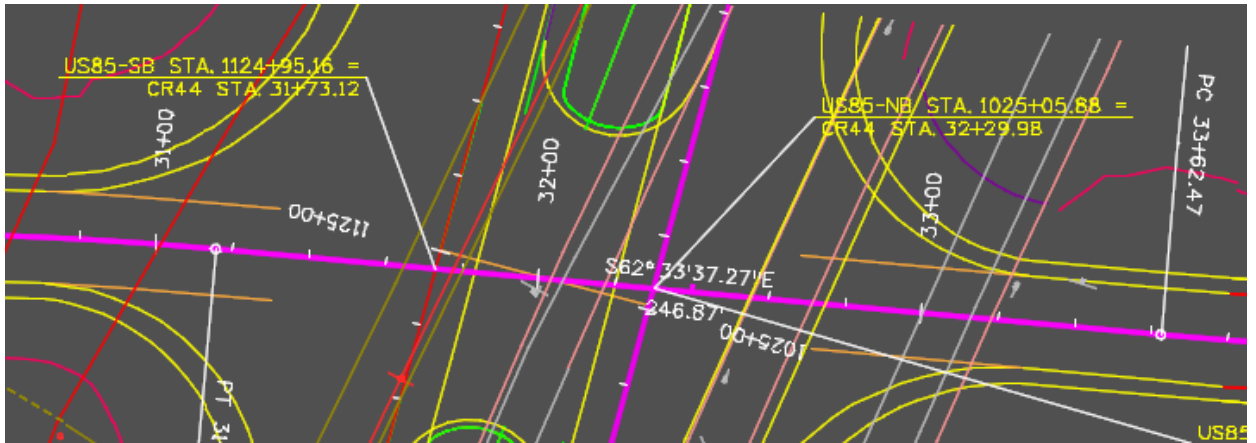 US85-SB STA. 1124+95.16 =
CR44 STA. 31+73.12
US85-NB STA. 1025+05.88 =
CR44 STA. 32+29.98
31+00
32+00
33+00
PC 33+62.47
1125+00
S62°33'37.27"E
246.87'
1025+00
PT 31
US85